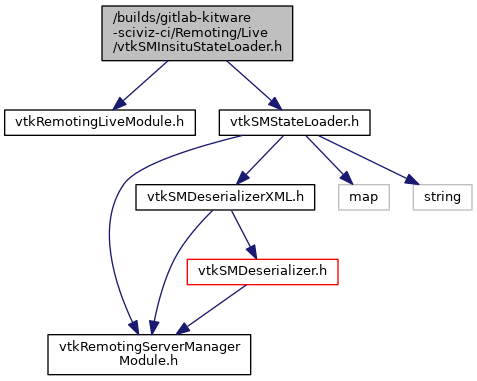 /builds/gitlab-kitware
-sciviz-ci/Remoting/Live
/vtkSMInsituStateLoader.h
vtkRemotingLiveModule.h
vtkSMStateLoader.h
vtkSMDeserializerXML.h
map
string
vtkSMDeserializer.h
vtkRemotingServerManager
Module.h